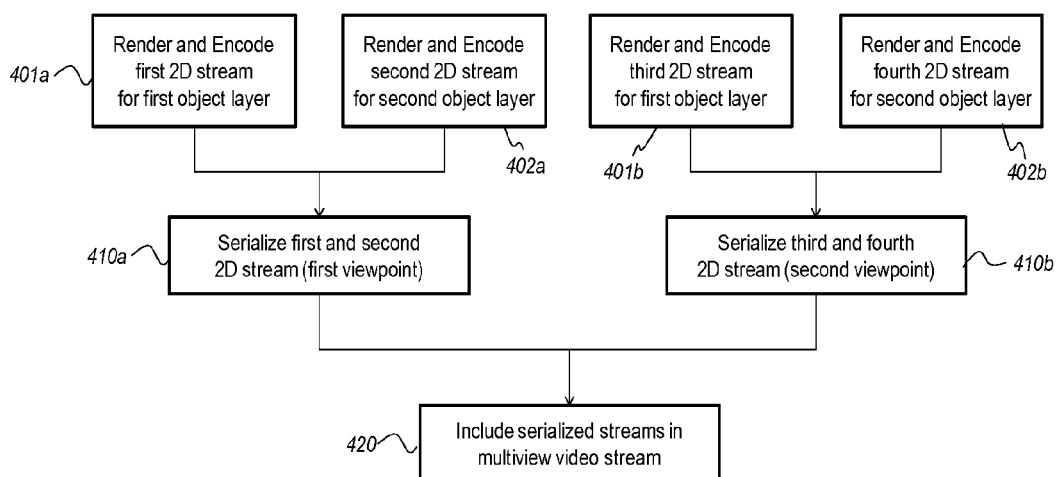 Render and Encode
first 2D stream
for first object layer
401a
Render and Encode
second 2D stream
for second object layer
402a
Render and Encode
third 2D stream
for first object layer
401b
Render and Encode
fourth 2D stream
for second object layer
402b
Serialize first and second
2D stream (first viewpoint)
410a
Serialize third and fourth
2D stream (second viewpoint)
410b
Include serialized streams in
multiview video stream
420